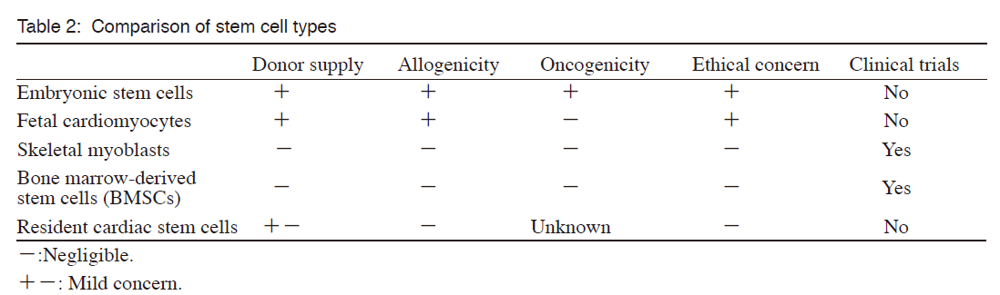 Table 2: Comparison of stem cell types
Donor supply Allogenicity Oncogenicity Ethical concern Clinical trials
Embryonic stem cells + + + + No
Fetal cardiomyocytes + + − + No
Skeletal myoblasts − − − − Yes
Bone marrow-derived
stem cells (BMSCs) − − − − Yes
Resident cardiac stem cells +− − Unknown − No
−:Negligible.
+−: Mild concern.